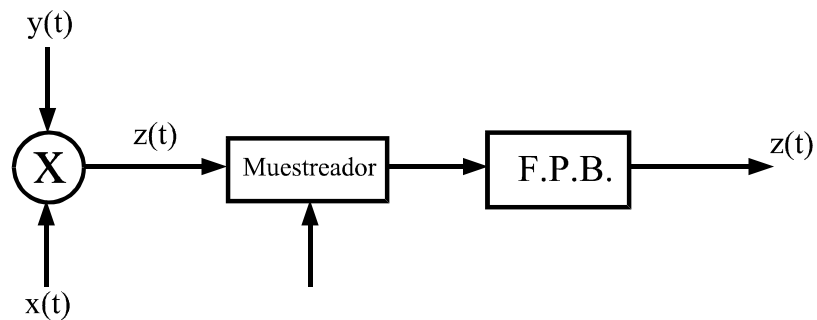 y(t)
z(t)
X
Muestreador
F.P.B.
z(t)
x(t)